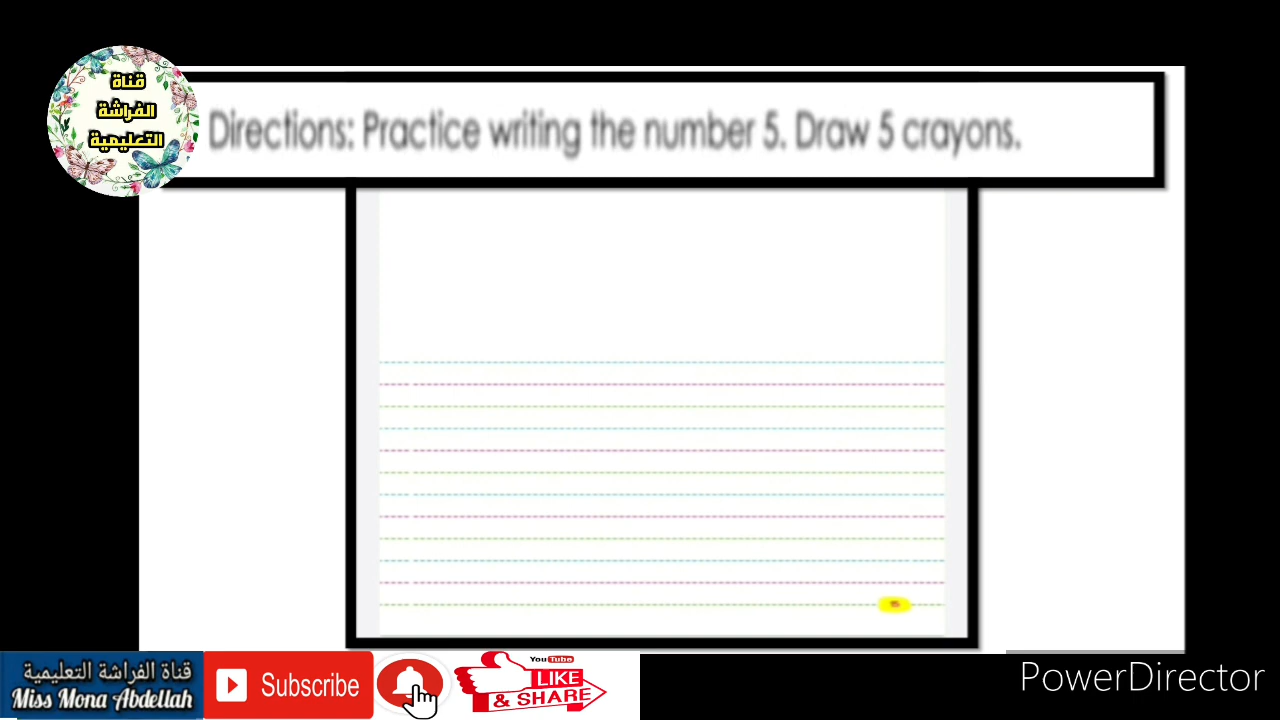 قناة
الفراشة
التعليمية
Directions: Practice writing the number 5. Draw 5 crayons.
قناة الفراشة التعليمية
Miss Mona Abdellah
Subscribe
YouTube
LIKE
& SHARE
PowerDirector